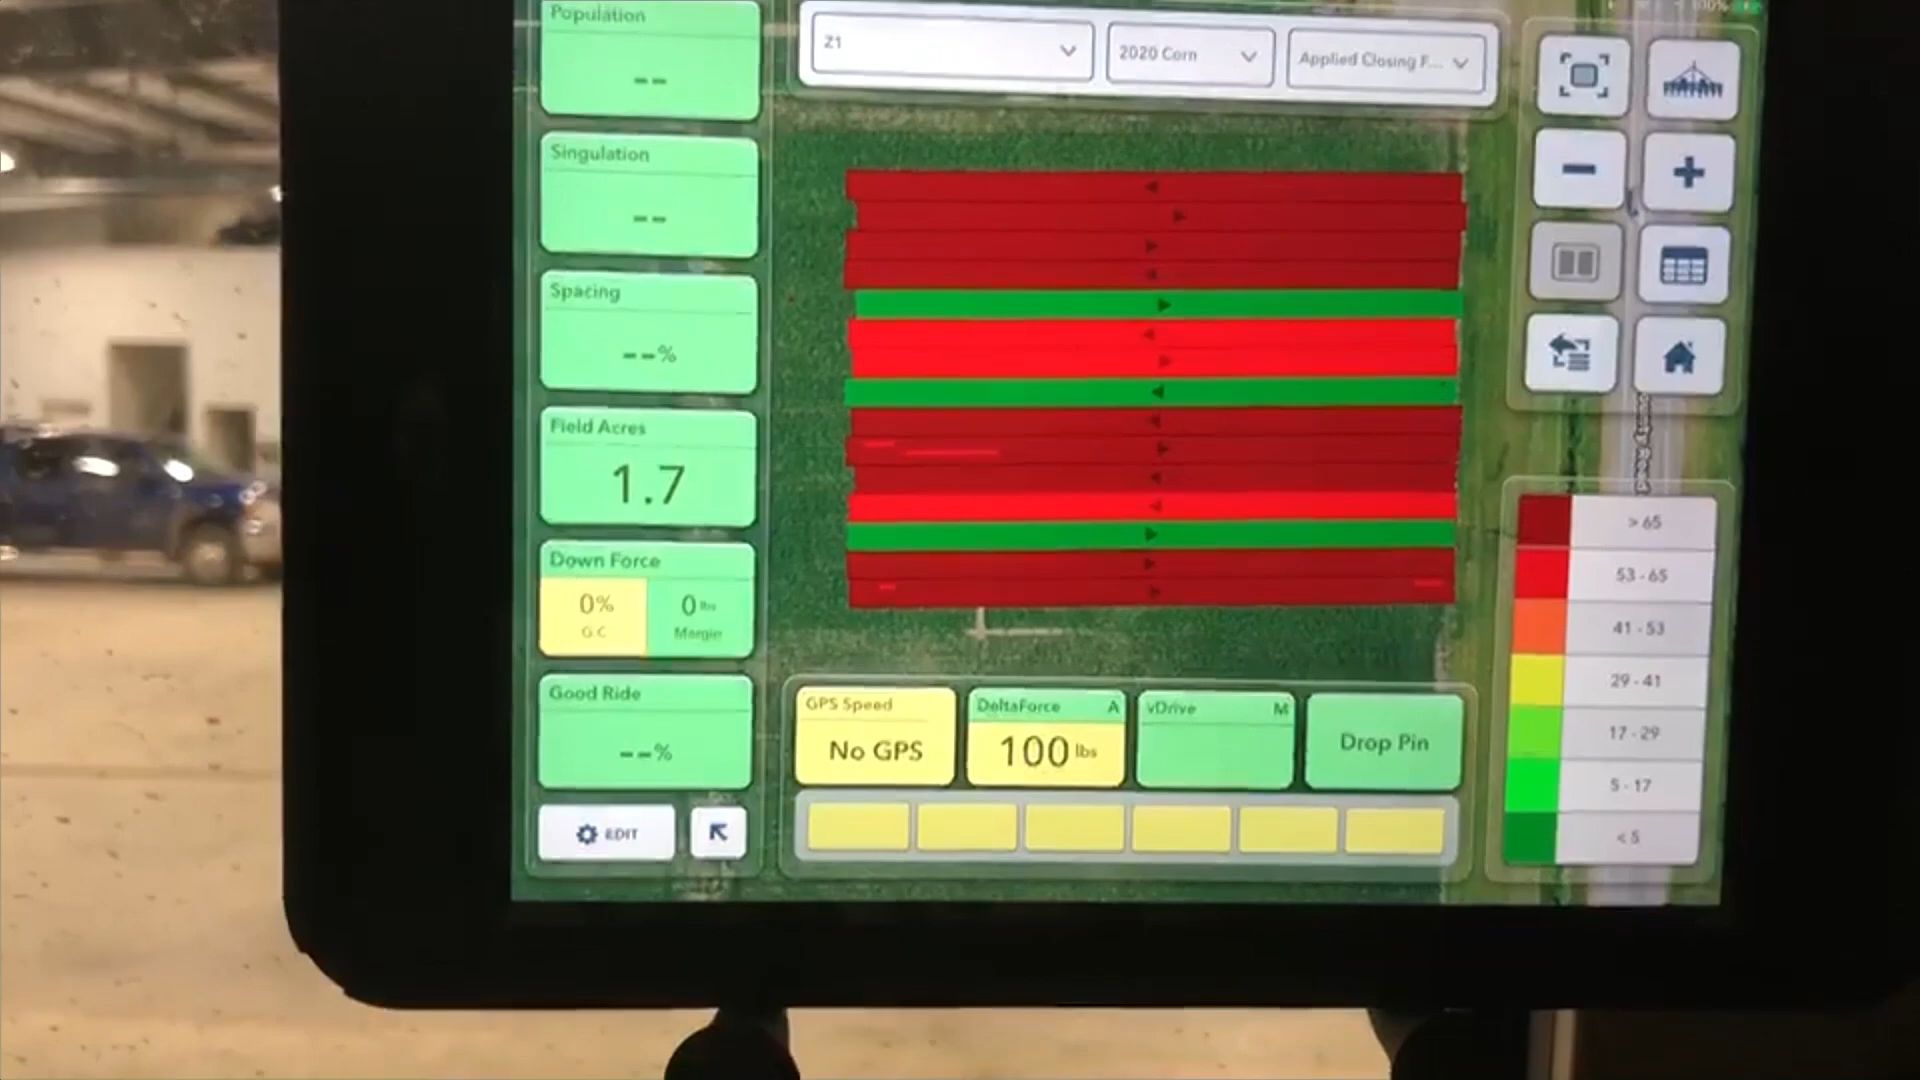 Population
--
Singulation
--
Spacing
--%
Field Acres
1.7
Down Force
0%
G C
0 lbs
Margin
Good Ride
--%
EDIT
Z1
2020 Corn
Applied Closing F...
100%
GPS Speed
No GPS
DeltaForce A
100 lbs
vDrive M
Drop Pin
> 65
53 - 65
41 - 53
29 - 41
17 - 29
5 - 17
< 5